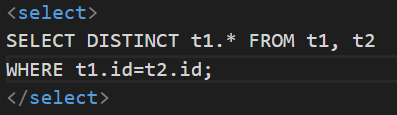 <select>
SELECT DISTINCT t1.* FROM t1, t2
WHERE t1.id=t2.id;
</select>